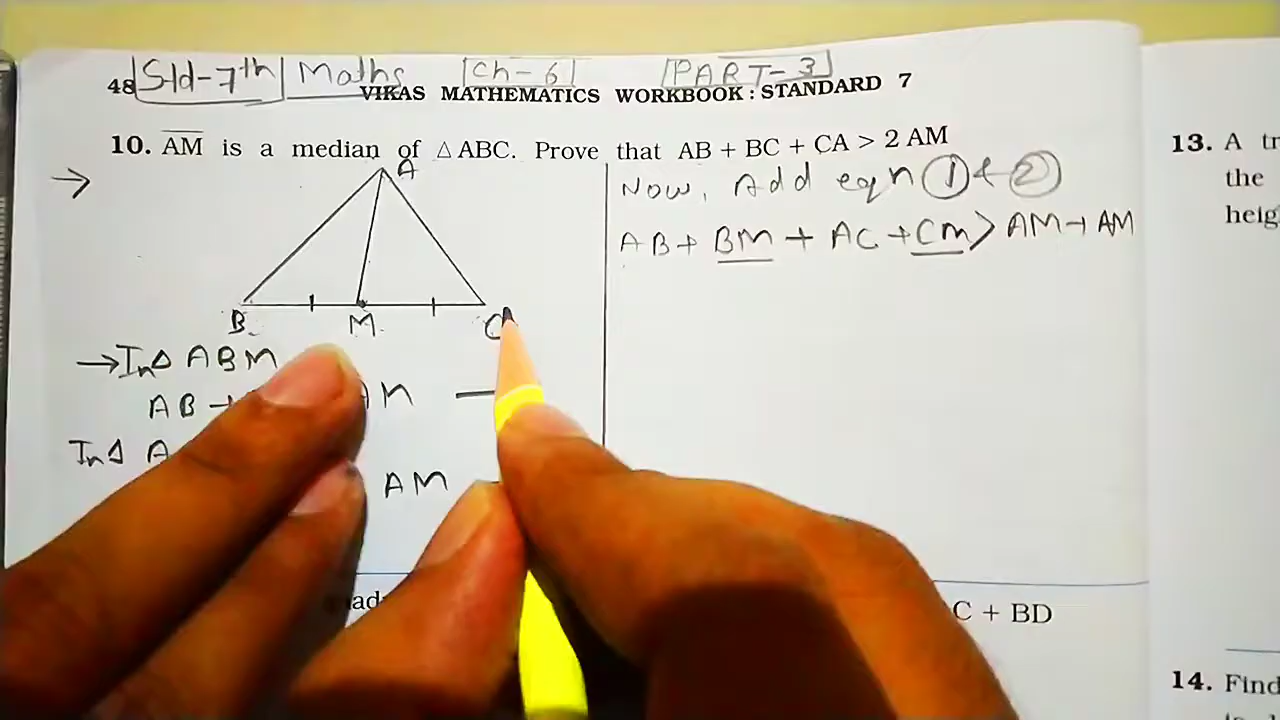 48 Std-7th Maths Ch-6 PART-3
VIKAS MATHEMATICS WORKBOOK : STANDARD 7
10. AM is a median of △ABC. Prove that AB + BC + CA > 2 AM
→
A
B M C
→ In △ ABM
AB +
In △ A
AM
Now, Add eqn ① & ②
AB + BM + AC + CM > AM + AM
C + BD
13. A
the
14. Find